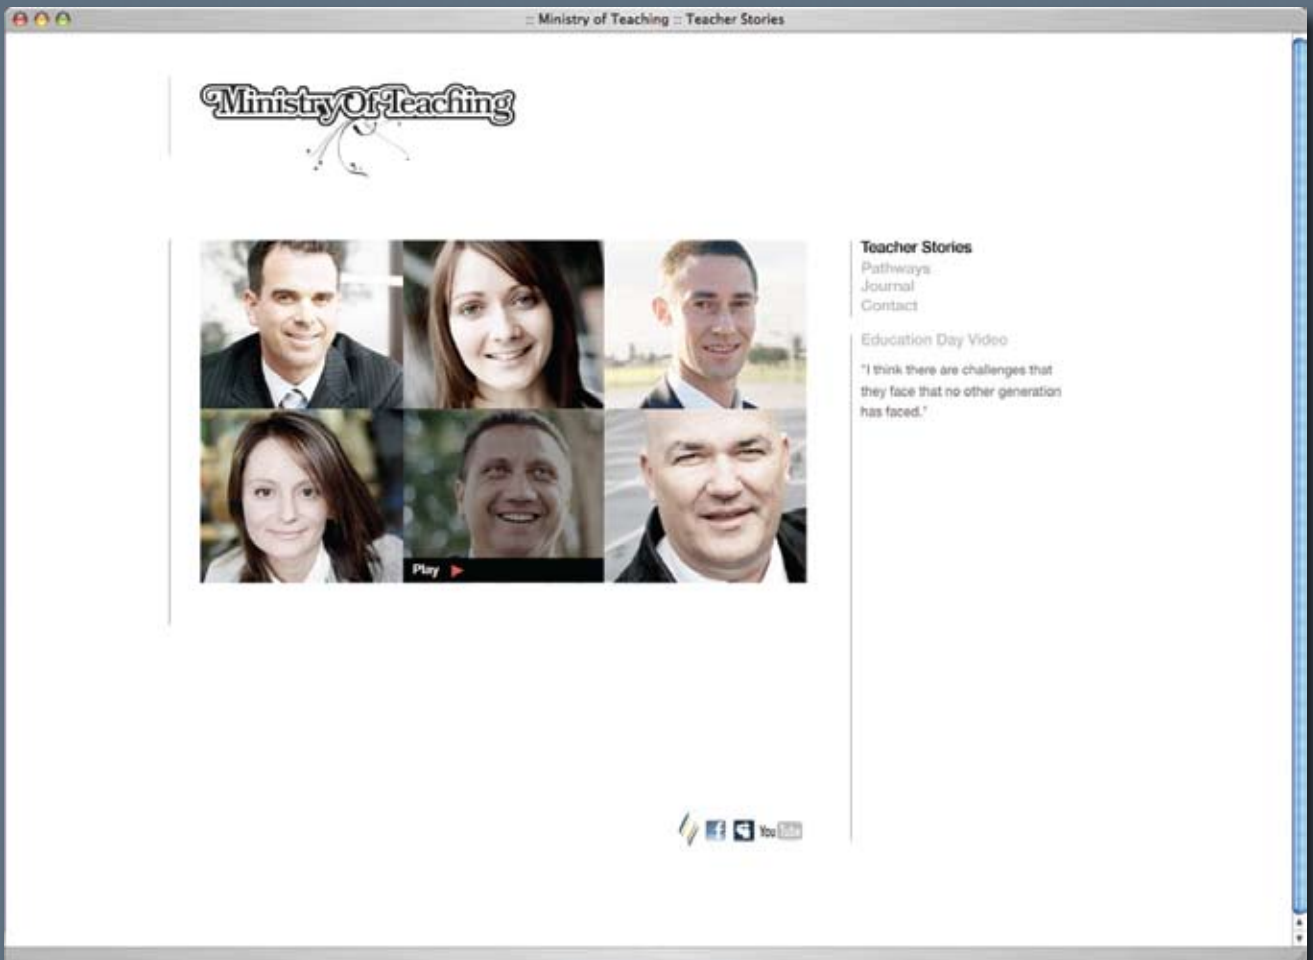 :: Ministry of Teaching :: Teacher Stories
MinistryOfTeaching
Teacher Stories
Pathways
Journal
Contact
Education Day Video
"I think there are challenges that
they face that no other generation
has faced."
Play
f
You Tube